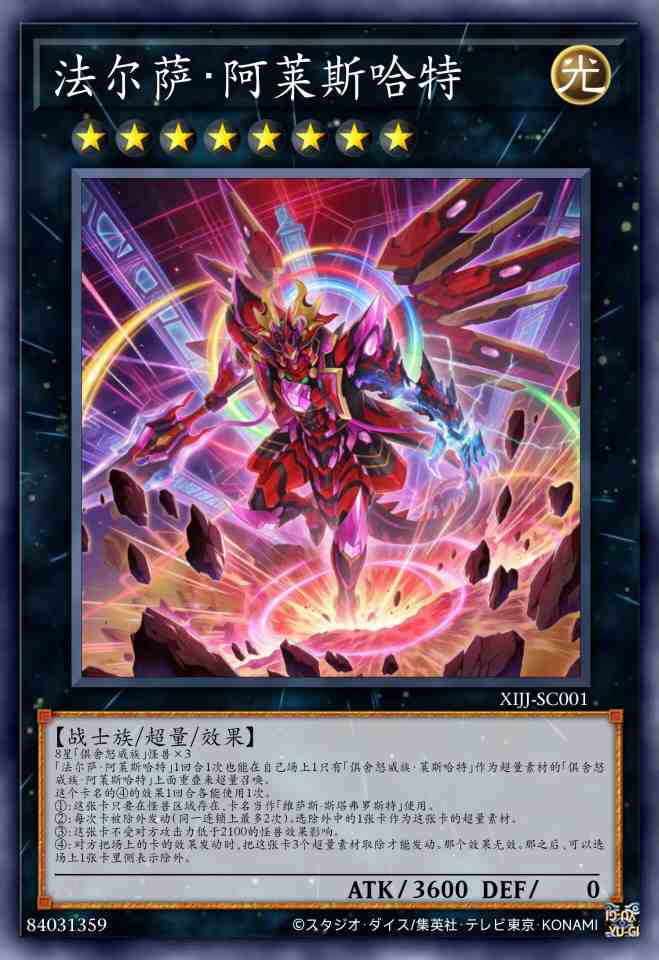 法尔萨·阿莱斯哈特
光
XIJJ-SC001
【战士族/超量/效果】
8星「俱舍怒威族」怪兽×3
「法尔萨·阿莱斯哈特」1回合1次也能在自己场上1只有「俱舍怒威族·莱斯哈特」作为超量素材的「俱舍怒
威族·阿莱斯哈特」上面重叠来超量召唤。
这个卡名的④的效果1回合各能使用1次。
①:这张卡只要在怪兽区域存在、卡名当作「维萨斯·斯塔弗罗斯特」使用。
②:每次卡被除外发动(同一连锁上最多2次)。选除外中的1张卡作为这张卡的超量素材。
③:这张卡不受对方攻击力低于2100的怪兽效果影响。
④:对方把场上的卡的效果发动时、把这张卡3个超量素材取除才能发动。那个效果无效。那之后、可以选
场上1张卡里侧表示除外。
ATK/3600 DEF/ 0
84031359
©スタジオ·ダイス/集英社·テレビ東京·KONAMI
YU-GI